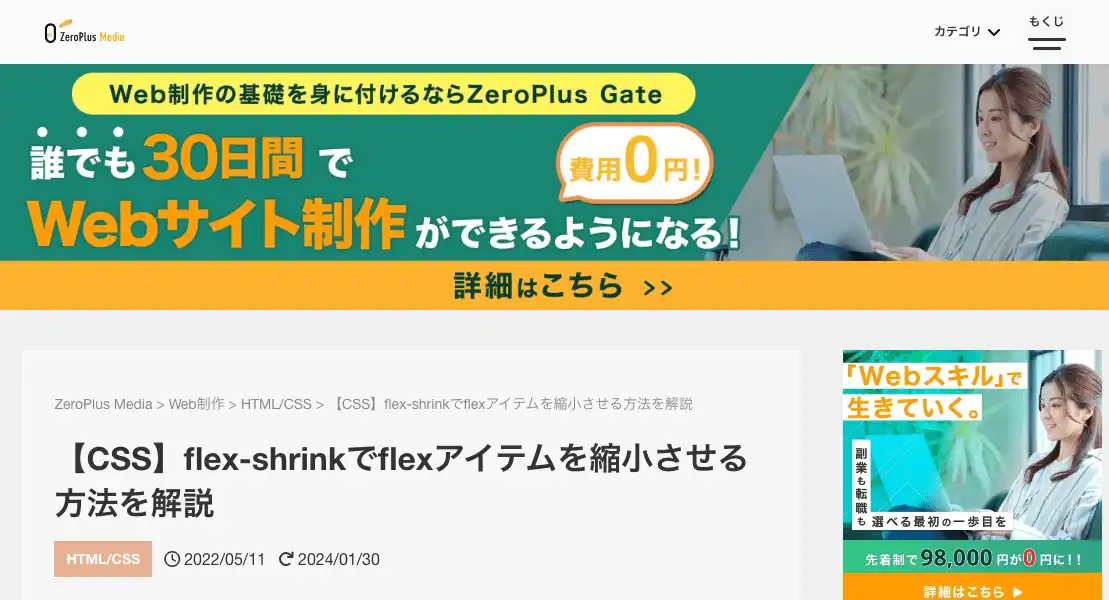 ZeroPlus Media
カテゴリ
もくじ
Web制作の基礎を身に付けるならZeroPlus Gate
誰でも30日間で
費用0円!
Webサイト制作ができるようになる!
詳細はこちら >>
ZeroPlus Media > Web制作 > HTML/CSS > 【CSS】flex-shrinkでflexアイテムを縮小させる方法を解説
【CSS】flex-shrinkでflexアイテムを縮小させる
方法を解説
HTML/CSS 2022/05/11 2024/01/30
「Webスキル」で
生きていく。
副業も転職も
選べる最初の一歩目を
先着制で98,000円が0円に!!
詳細はこちら ▶